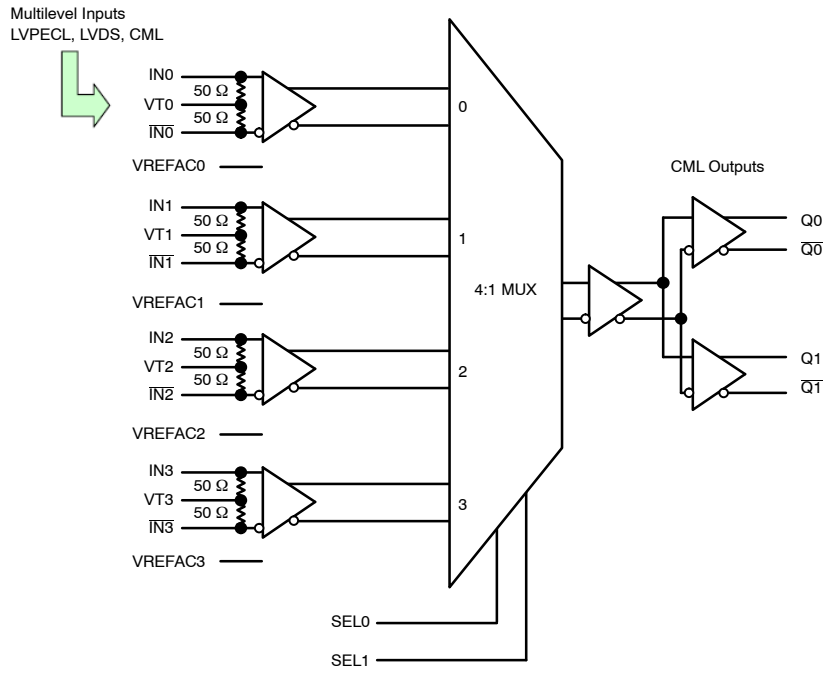 Multilevel Inputs
LVPECL, LVDS, CML
IN0
50 Ω
VT0
50 Ω
IN0
VREFAC0
0
IN1
50 Ω
VT1
50 Ω
IN1
VREFAC1
1
IN2
50 Ω
VT2
50 Ω
IN2
VREFAC2
2
IN3
50 Ω
VT3
50 Ω
IN3
VREFAC3
3
4:1 MUX
SEL0
SEL1
CML Outputs
Q0
Q0
Q1
Q1